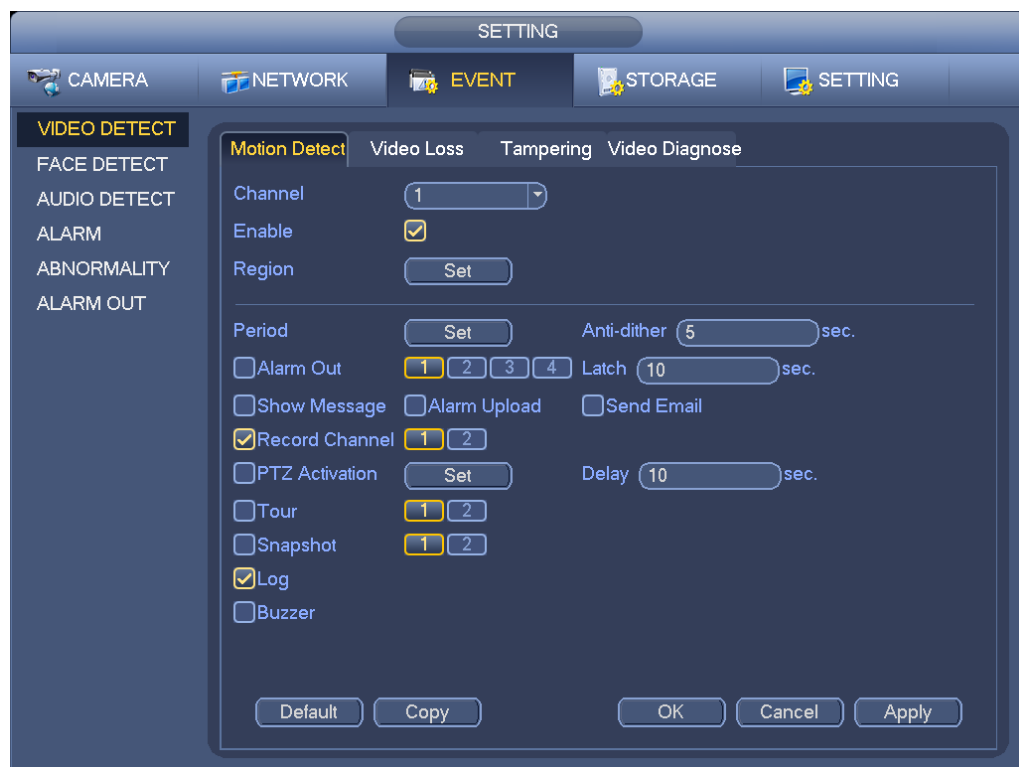 SETTING
CAMERA NETWORK EVENT STORAGE SETTING
VIDEO DETECT
FACE DETECT
AUDIO DETECT
ALARM
ABNORMALITY
ALARM OUT
Motion Detect Video Loss Tampering Video Diagnose
Channel 1
Enable
Region Set
Period Set Anti-dither 5 sec.
Alarm Out 1 2 3 4 Latch 10 sec.
Show Message Alarm Upload Send Email
Record Channel 1 2
PTZ Activation Set Delay 10 sec.
Tour 1 2
Snapshot 1 2
Log
Buzzer
Default Copy OK Cancel Apply